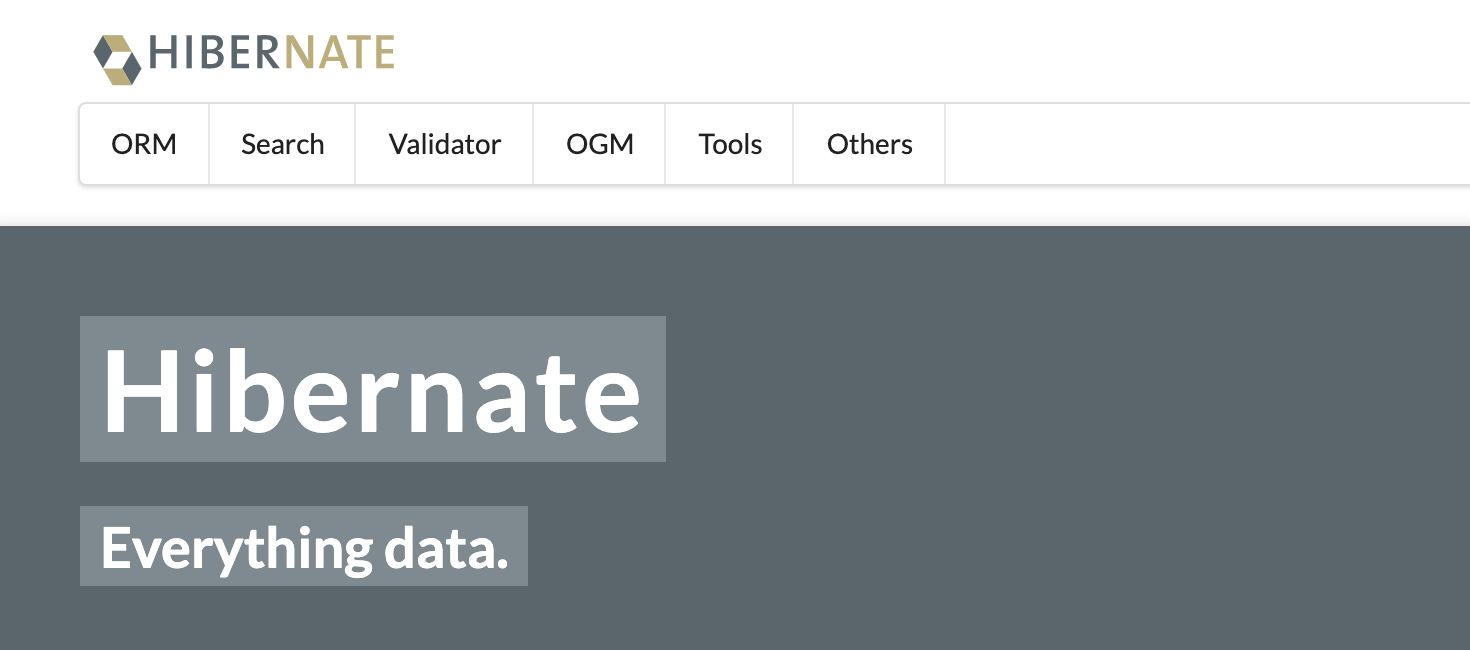 HIBERNATE
ORM Search Validator OGM Tools Others
Hibernate
Everything data.